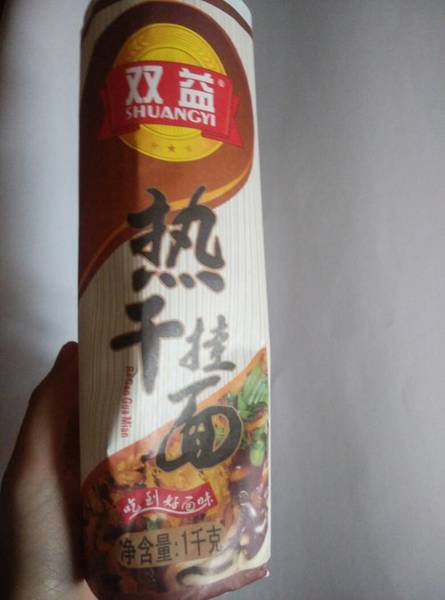 双益®
SHUANGYI
热干挂面
Re Gan Gua Mian
吃到好面味
净含量:1千克